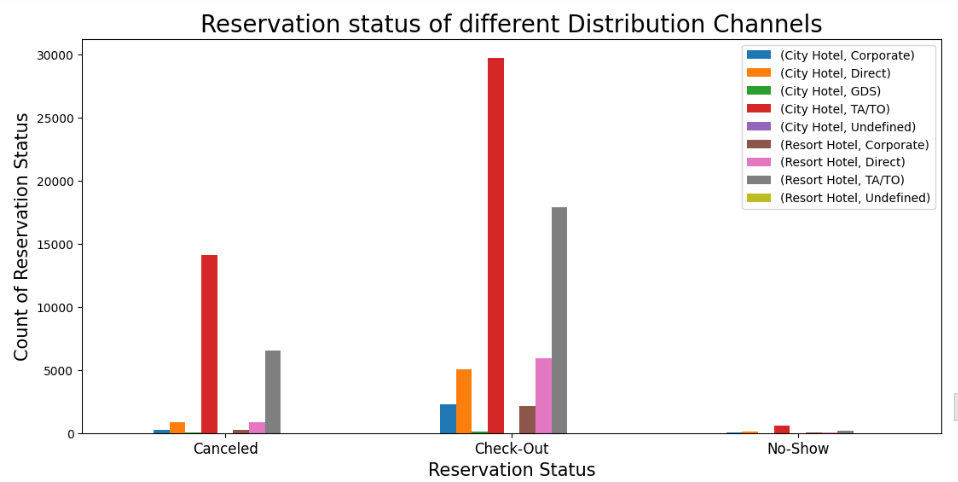 Reservation status of different Distribution Channels
Count of Reservation Status
30000
25000
20000
15000
10000
5000
0
(City Hotel, Corporate)
(City Hotel, Direct)
(City Hotel, GDS)
(City Hotel, TA/TO)
(City Hotel, Undefined)
(Resort Hotel, Corporate)
(Resort Hotel, Direct)
(Resort Hotel, TA/TO)
(Resort Hotel, Undefined)
Canceled
Check-Out
No-Show
Reservation Status